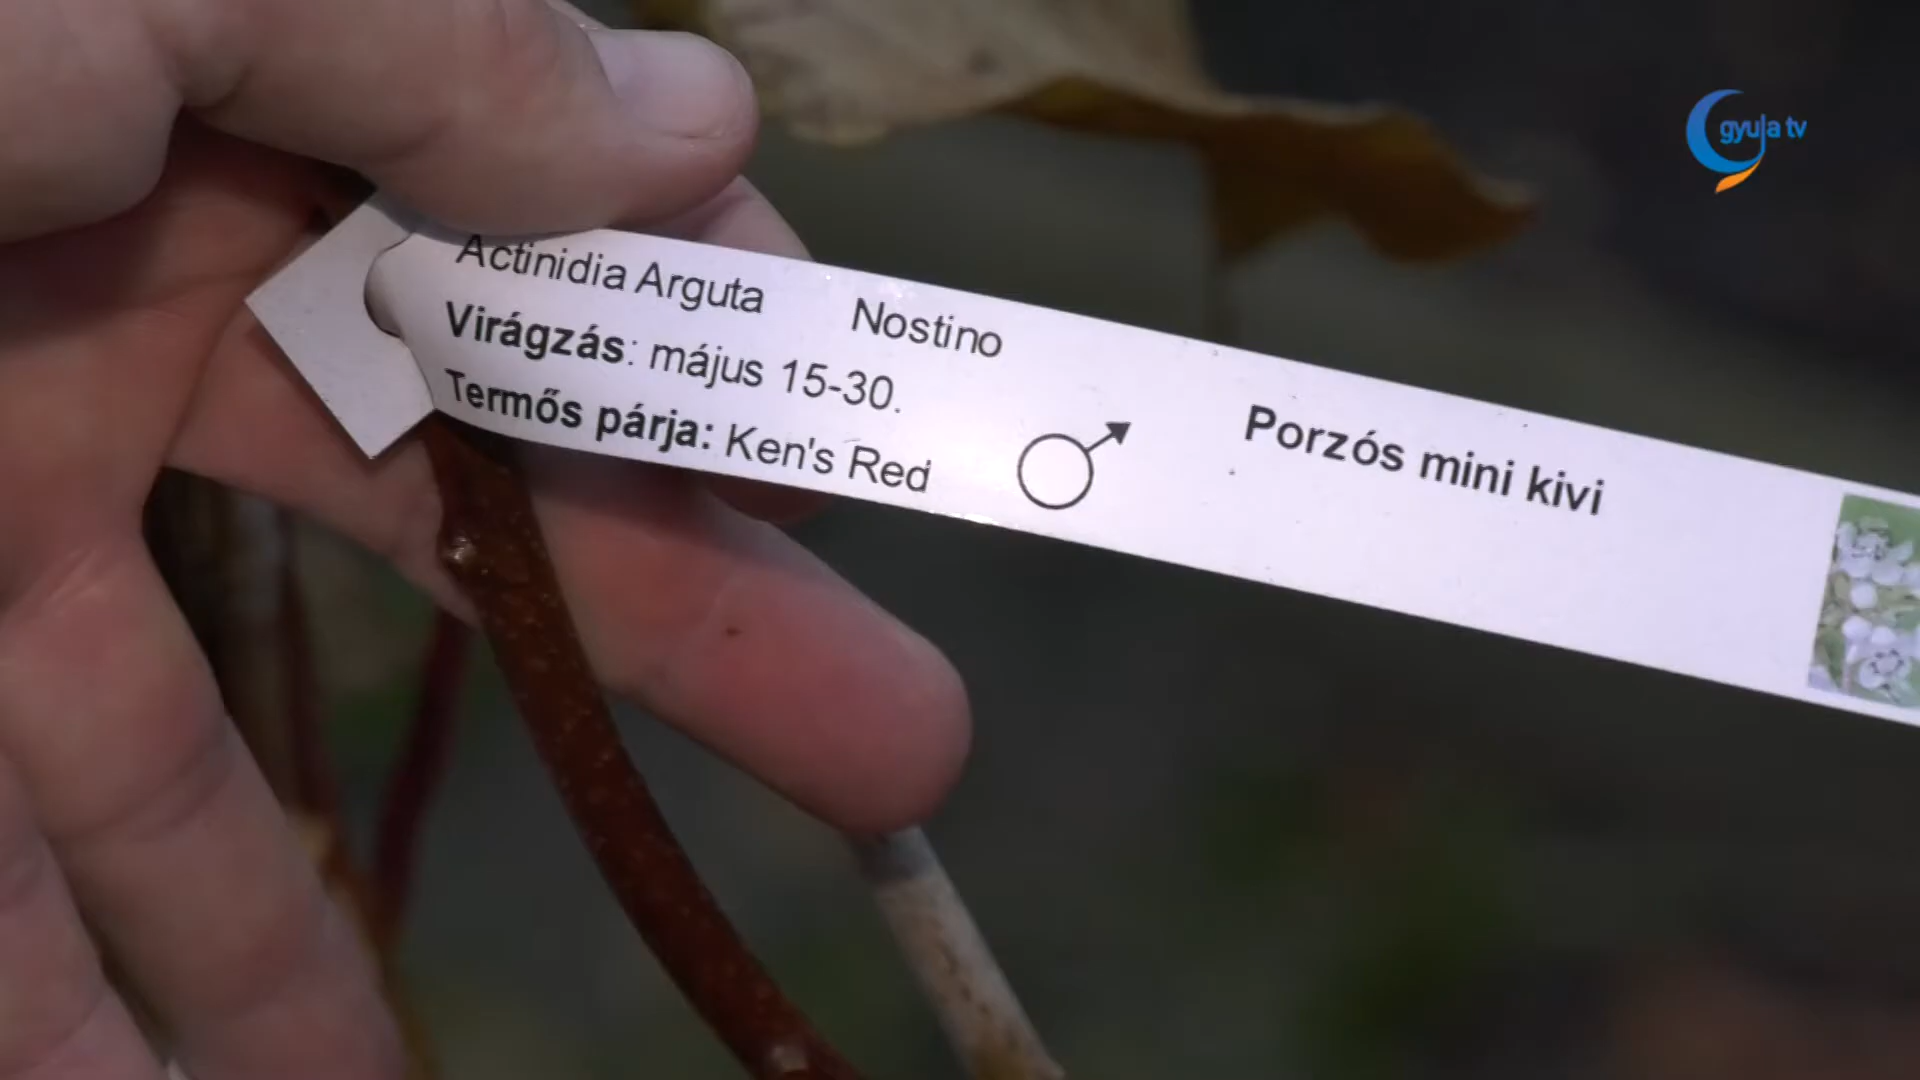 gyula tv
Actinidia Arguta Nostino
Virágzás: május 15-30.
Termős párja: Ken's Red
Porzós mini kivi